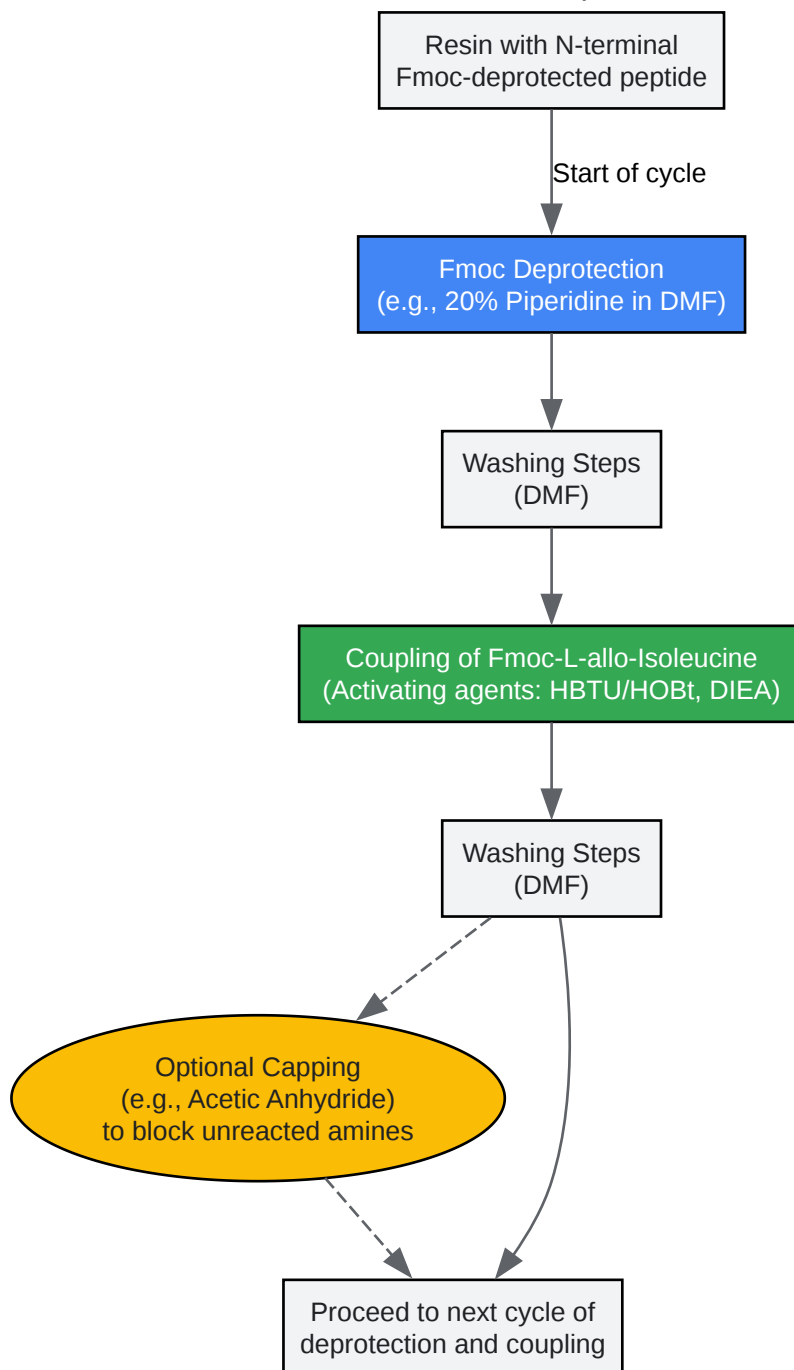 Resin with N-terminal
Fmoc-deprotected peptide
Start of cycle
Fmoc Deprotection
(e.g., 20% Piperidine in DMF)
Washing Steps
(DMF)
Coupling of Fmoc-L-allo-Isoleucine
(Activating agents: HBTU/HOBt, DIEA)
Washing Steps
(DMF)
Optional Capping
(e.g., Acetic Anhydride)
to block unreacted amines
Proceed to next cycle of
deprotection and coupling